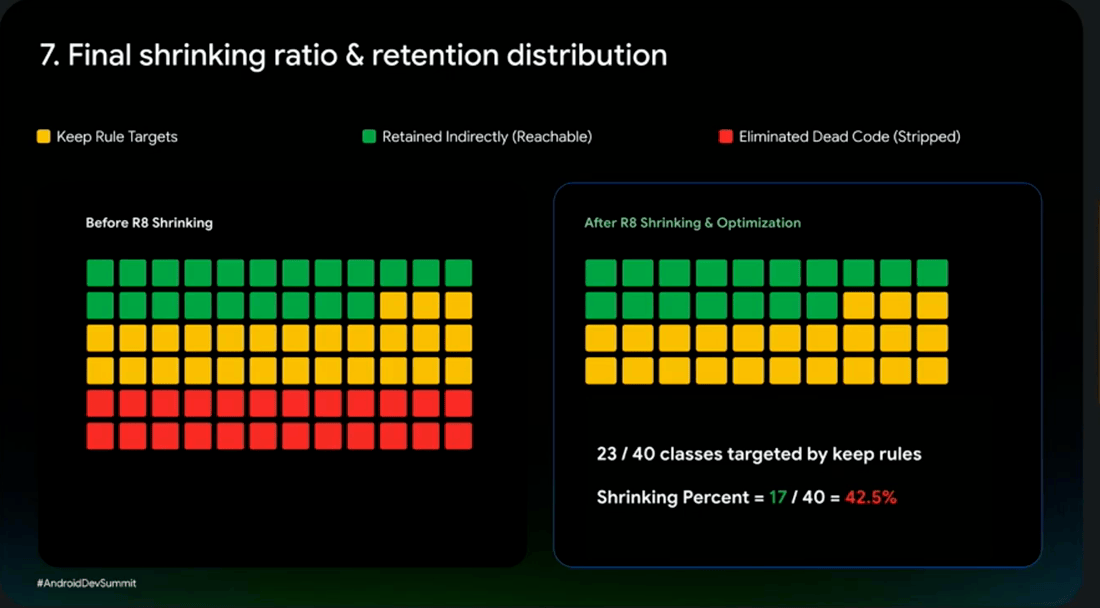 7. Final shrinking ratio & retention distribution
Keep Rule Targets
Retained Indirectly (Reachable)
Eliminated Dead Code (Stripped)
Before R8 Shrinking
After R8 Shrinking & Optimization
23 / 40 classes targeted by keep rules
Shrinking Percent = 17 / 40 = 42.5%
#AndroidDevSummit